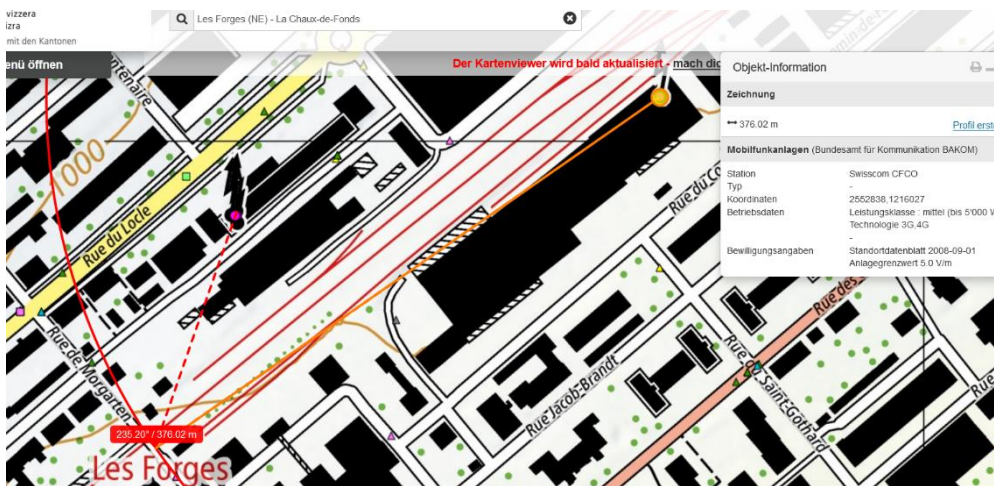 vizzera
izra
mit den Kantonen
Les Forges (NE) - La Chaux-de-Fonds
enü öffnen
Der Kartenviewer wird bald aktualisiert - mach dic
Objekt-Information
Zeichnung
376.02 m
Profil erste
Mobilfunkanlagen (Bundesamt für Kommunikation BAKOM)
Station Swisscom CFCO
Typ -
Koordinaten 2552838,1216027
Betriebsdaten Leistungsklasse : mittel (bis 5'000 W
Technologie 3G,4G
-
Bewilligungsangaben Standortdatenblatt 2008-09-01
Anlagegrenzwert 5.0 V/m
1000
Rue du Locle
Rue du Co
Rue de Morgarten
Rue des
Rue Jacob-Brandt
Rue du Saint-Gothard
Rue
235.20° / 376.02 m
Les Forges